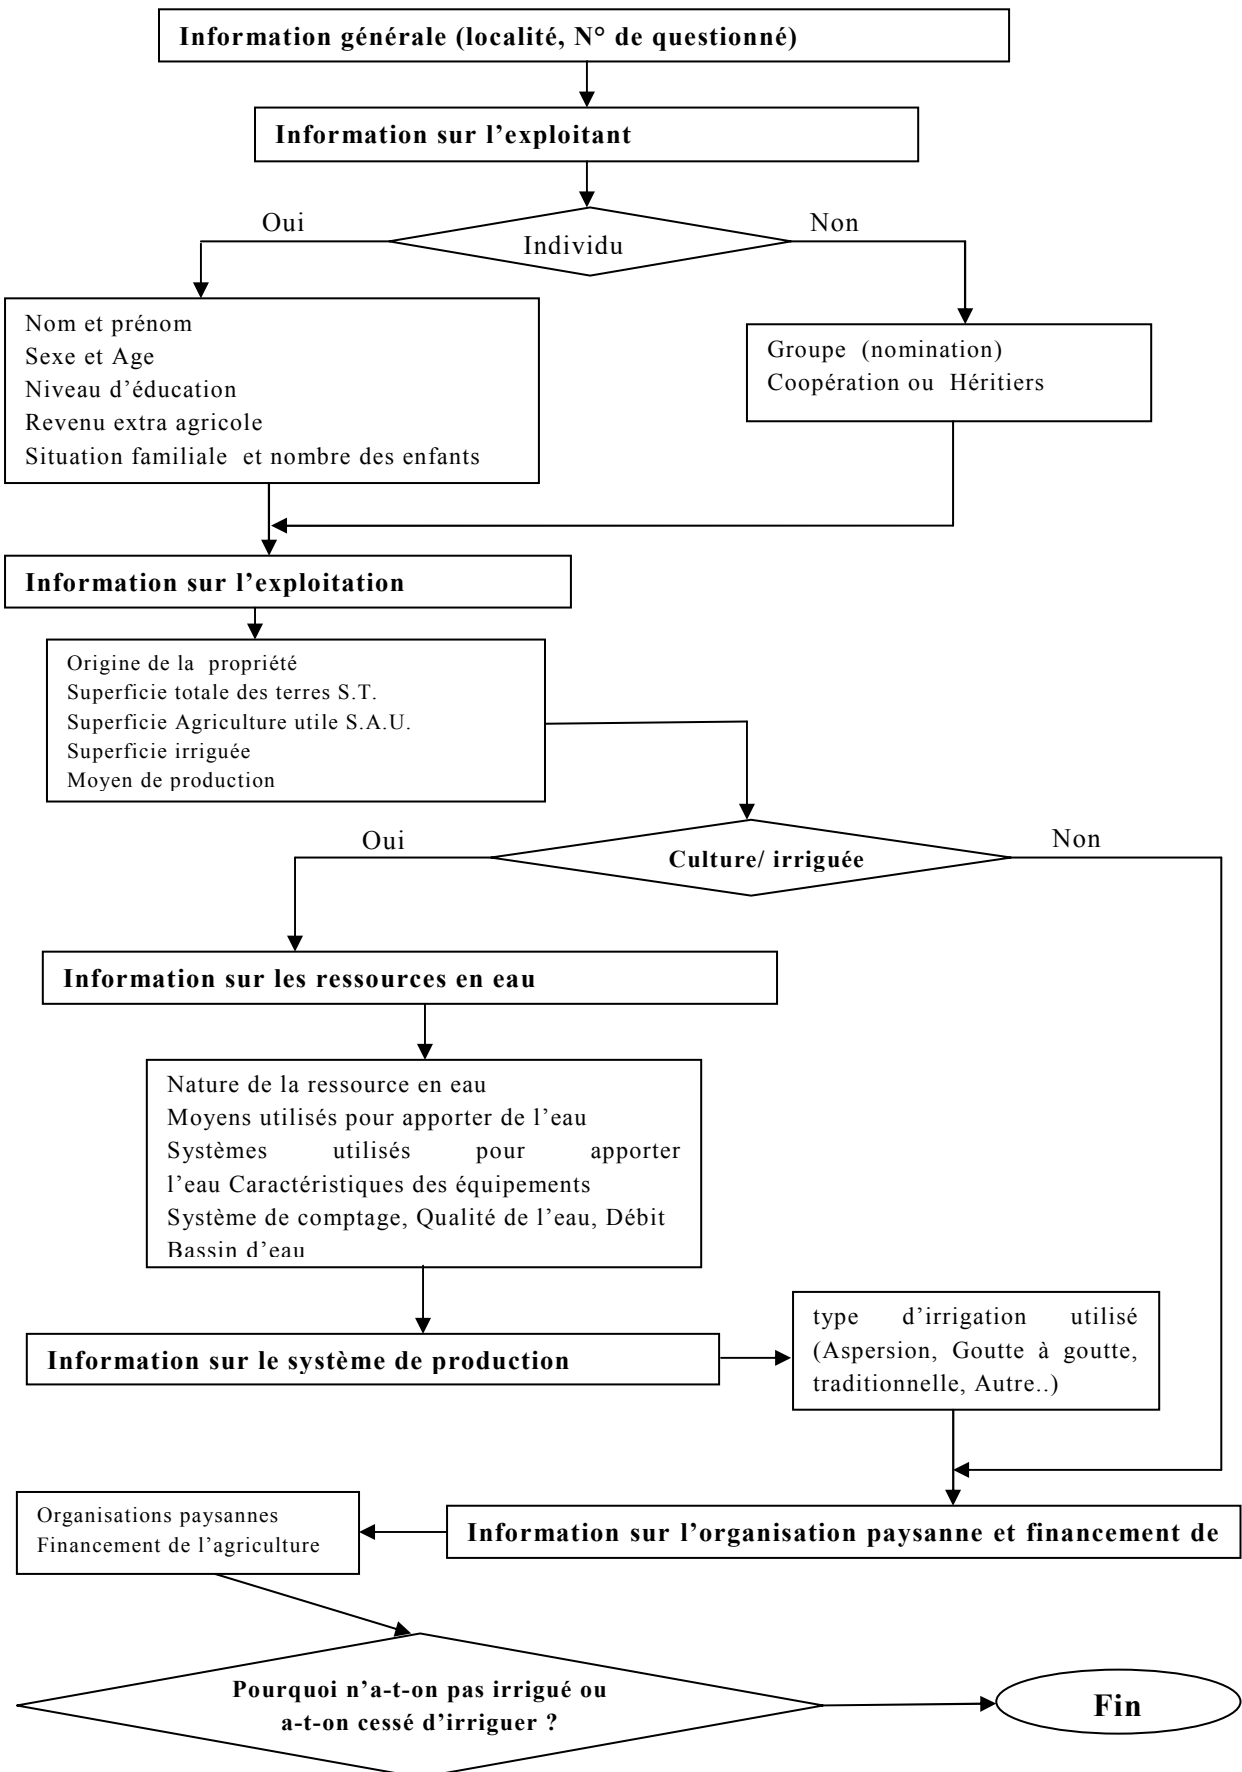 Information générale (localité, N° de questionné)
Information sur l’exploitant
Oui
Individu
Non
Nom et prénom
Sexe et Age
Niveau d’éducation
Revenu extra agricole
Situation familiale et nombre des enfants
Groupe (nomination)
Coopération ou Héritiers
Information sur l’exploitation
Origine de la propriété
Superficie totale des terres S.T.
Superficie Agriculture utile S.A.U.
Superficie irriguée
Moyen de production
Oui
Culture/ irriguée
Non
Information sur les ressources en eau
Nature de la ressource en eau
Moyens utilisés pour apporter de l’eau
Systèmes utilisés pour apporter
l’eau Caractéristiques des équipements
Système de comptage, Qualité de l’eau, Débit
Bassin d’eau
Information sur le système de production
type d’irrigation utilisé
(Aspersion, Goutte à goutte,
traditionnelle, Autre..)
Organisations paysannes
Financement de l’agriculture
Information sur l’organisation paysanne et financement de
Pourquoi n’a-t-on pas irrigué ou
a-t-on cessé d’irriguer ?
Fin